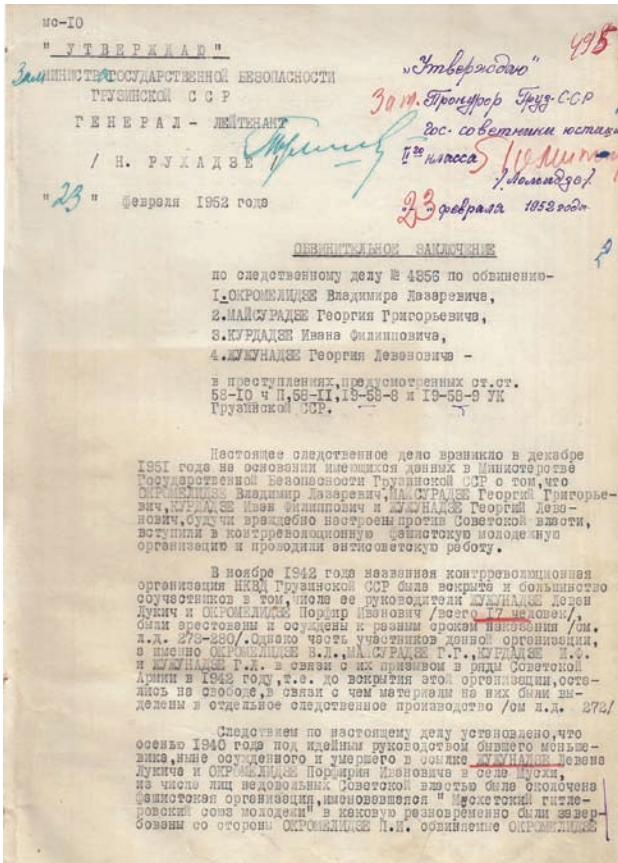 МС-10
495
" УТВЕРЖДАЮ "
Зам МИНИСТРА ГОСУДАРСТВЕННОЙ БЕЗОПАСНОСТИ
ГРУЗИНСКОЙ ССР
ГЕНЕРАЛ - ЛЕЙТЕНАНТ
/ Н. РУХАДЗЕ /
"23" февраля 1952 года
„Утверждаю"
Зам. Прокурор Груз. ССР
гос. советник юстиции
II го класса
23 февраля 1952 года
ОБВИНИТЕЛЬНОЕ ЗАКЛЮЧЕНИЕ
по следственному делу № 4356 по обвинению-
I.ОКРОМЕЛИДЗЕ Владимира Лазаревича,
2.МАЙСУРАДЗЕ Георгия Григорьевича,
3.КУРДАДЗЕ Ивана Филипповича,
4.ЖУЖУНАДЗЕ Георгия Левановича -
в преступлениях,предусмотренных ст.ст.
58-10 ч П,58-11,19-58-8 и 19-58-9 УК
Грузинской ССР.
Настоящее следственное дело возникло в декабре
1951 года на основании имеющихся данных в Министерстве
Государственной Безопасности Грузинской ССР о том,что
ОКРОМЕЛИДЗЕ Владимир Лазаревич,МАЙСУРАДЗЕ Георгий Григорье-
вич,КУРДАДЗЕ Иван Филиппович и ЖУЖУНАДЗЕ Георгий Лева-
нович,будучи враждебно настроены против Советской власти,
вступили в контрреволюционную фашистскую молодежную
организацию и проводили антисоветскую работу.
В ноябре 1942 года названная контрреволюционная
организация НКВД Грузинской ССР была вскрыта и большинство
соучастников в том,числе ее руководители ЖУЖУНАДЗЕ Леван
Лукич и ОКРОМЕЛИДЗЕ Порфир Иванович /всего 17 человек/,
были арестованы и осуждены к разным срокам наказания /см.
л.д. 273-280/.Однако часть участников данной организации,
а именно ОКРОМЕЛИДЗЕ В.Л.,МАЙСУРАДЗЕ Г.Г.,КУРДАДЗЕ И.Ф.
и ЖУЖУНАДЗЕ Г.Л. в связи с их призывом в ряды Советской
Армии в 1942 году,т.е. до вскрытия этой организации,оста-
лись на свободе,в связи с чем материалы на них были вы-
делены в отдельное следственное производство /см л.д. 272/
Следствием по настоящему делу установлено,что
осенью 1940 года под идейным руководством бывшего меньше-
вика,ныне осужденного и умершего в ссылке ЖУЖУНАДЗЕ Левана
Лукича и ОКРОМЕЛИДЗЕ Порфирия Ивановича в селе Мусхи,
из числа лиц недовольных Советской властью была сколочена
фашистская организация,именовавшаяся " Мусхетский гитле-
ровский союз молодежи" в каковую разновременно были завер-
бованы со стороны ОКРОМЕЛИДЗЕ П.И. обвиняемые ОКРОМЕЛИДЗЕ